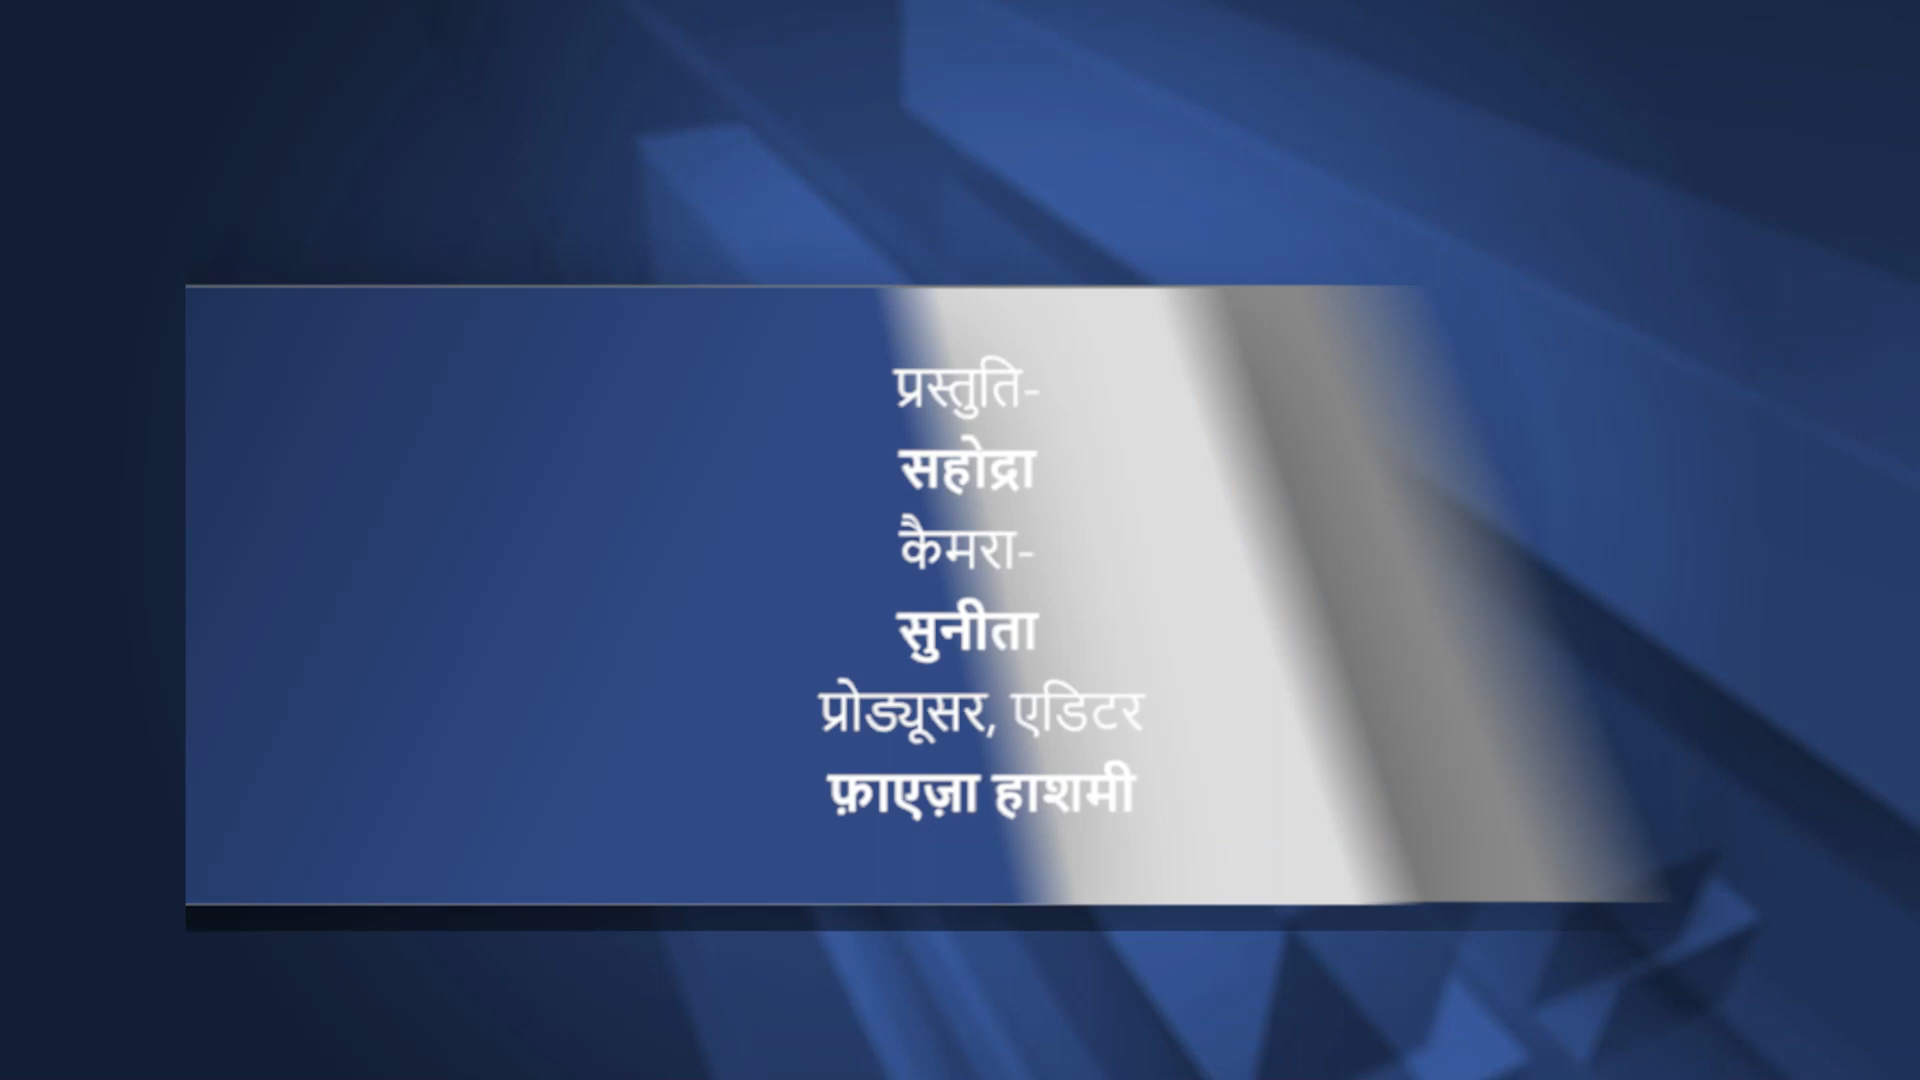 प्रस्तुति-
सहोद्रा
कैमरा-
सुनीता
प्रोड्यूसर, एडिटर
फ़ाएज़ा हाशमी